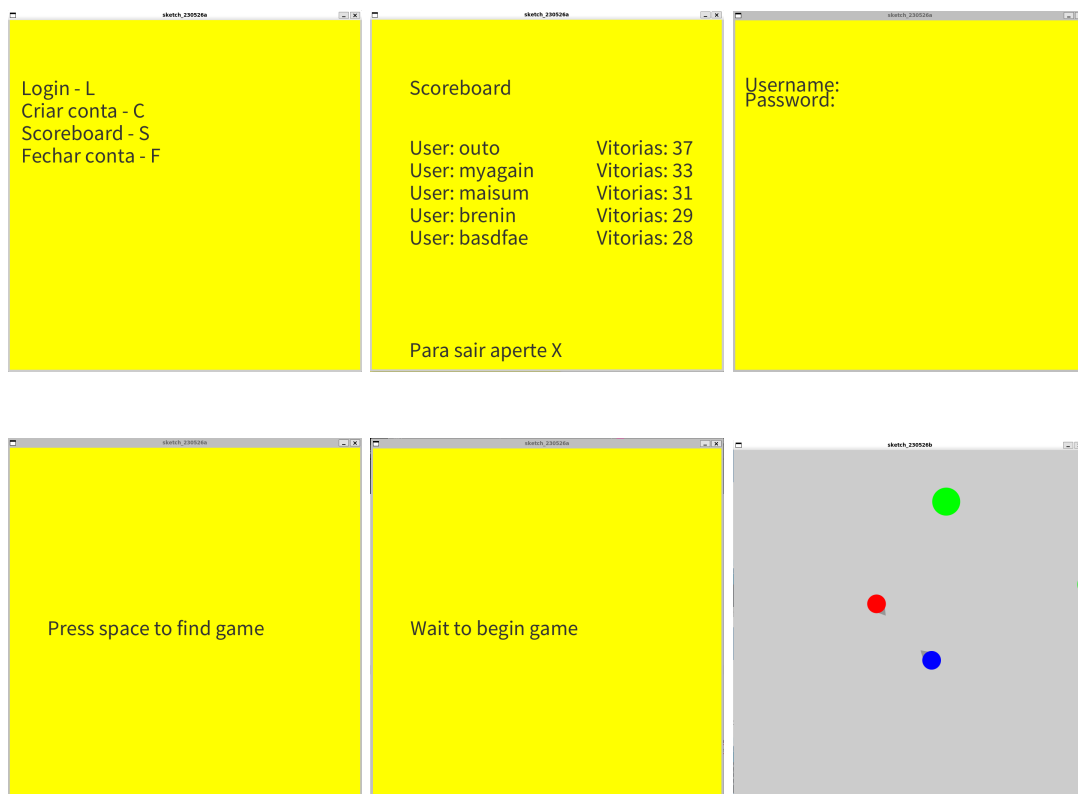 sketch_230526a
Login - L
Criar conta - C
Scoreboard - S
Fechar conta - F
sketch_230526a
Scoreboard
User: outo Vitorias: 37
User: myagain Vitorias: 33
User: maisum Vitorias: 31
User: brenin Vitorias: 29
User: basdfae Vitorias: 28
Para sair aperte X
sketch_230526a
Username:
Password:
sketch_230526a
Press space to find game
sketch_230526a
Wait to begin game
sketch_230526b